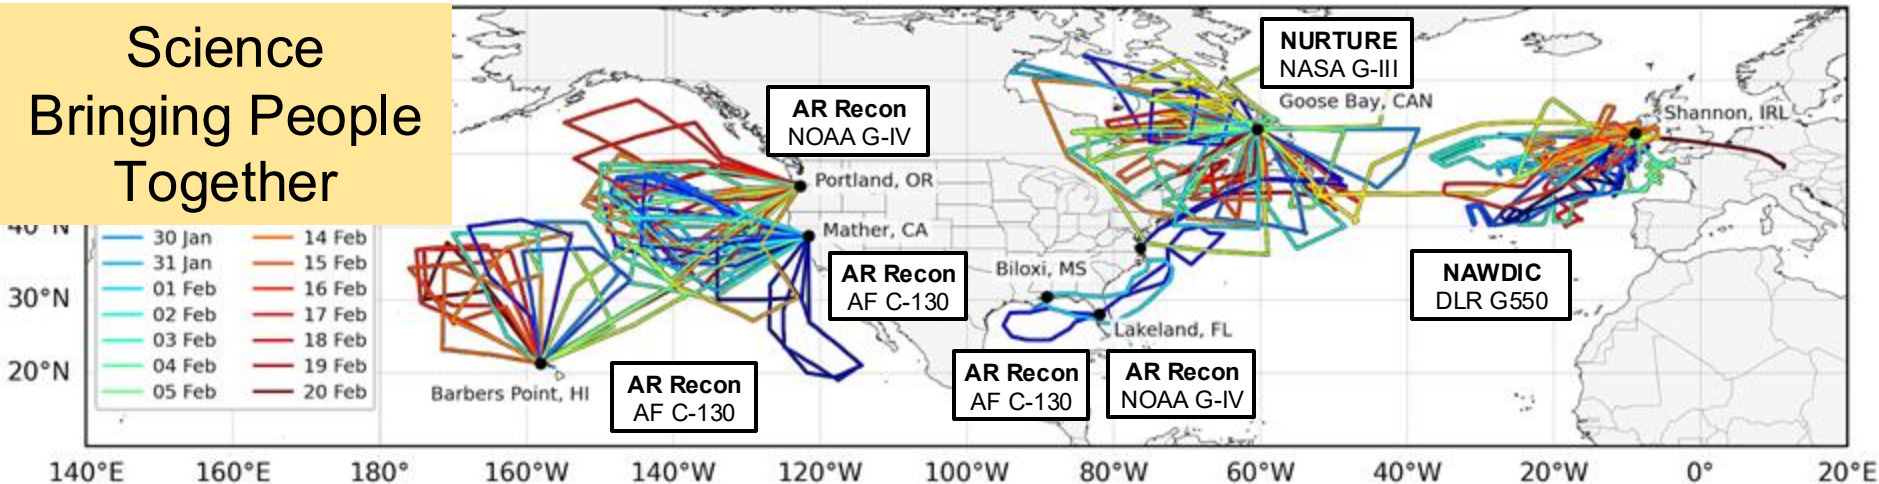 Science
Bringing People
Together
NURTURE
NASA G-III
Goose Bay, CAN
AR Recon
NOAA G-IV
Shannon, IRL
Portland, OR
Mather, CA
30 Jan
31 Jan
01 Feb
02 Feb
03 Feb
04 Feb
05 Feb
14 Feb
15 Feb
16 Feb
17 Feb
18 Feb
19 Feb
20 Feb
AR Recon
AF C-130
Biloxi, MS
NAWDIC
DLR G550
Lakeland, FL
Barbers Point, HI
AR Recon
AF C-130
AR Recon
AF C-130
AR Recon
NOAA G-IV
40°N
30°N
20°N
140°E 160°E 180° 160°W 140°W 120°W 100°W 80°W 60°W 40°W 20°W 0° 20°E